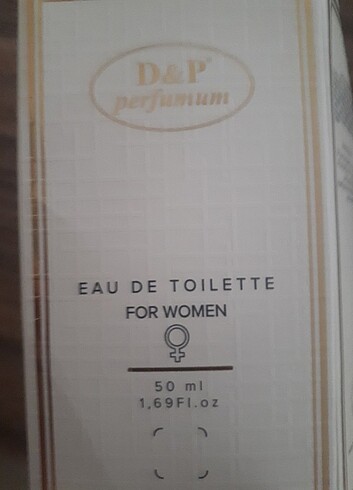 D&P®
perfumum
EAU DE TOILETTE
FOR WOMEN
50 ml
1,69Fl.oz